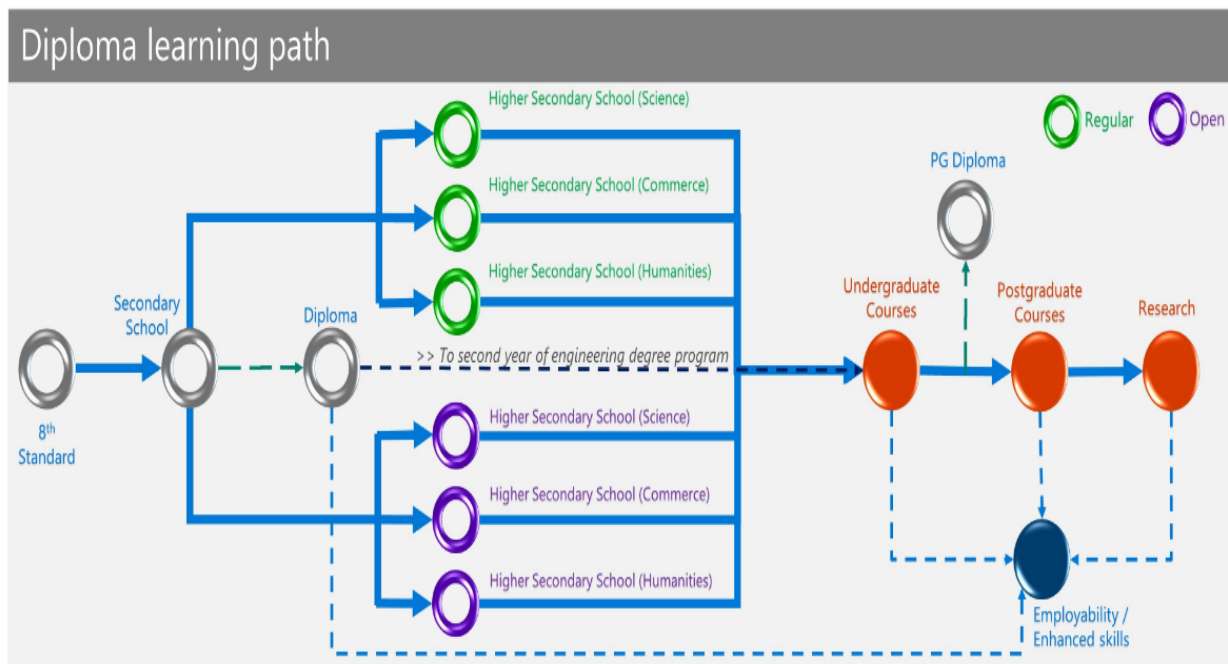 Diploma learning path
Higher Secondary School (Science)
Regular
Open
PG Diploma
Higher Secondary School (Commerce)
Higher Secondary School (Humanities)
Undergraduate
Courses
Postgraduate
Courses
Research
Secondary
School
Diploma
>> To second year of engineering degree program
8th
Standard
Higher Secondary School (Science)
Higher Secondary School (Commerce)
Higher Secondary School (Humanities)
Employability /
Enhanced skills